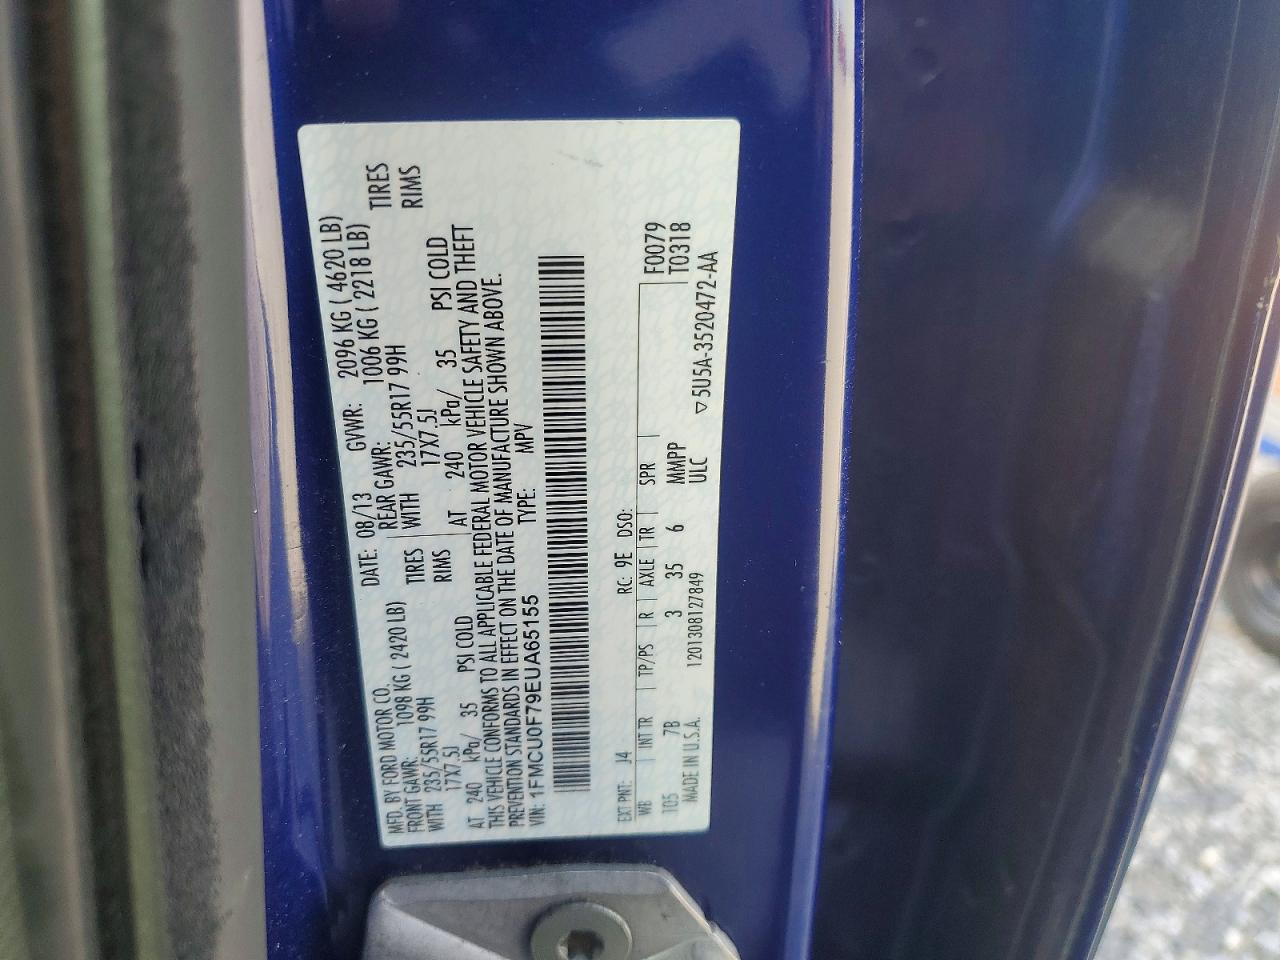 MFD. BY FORD MOTOR CO. DATE: 08/13 GVWR: 2096 KG ( 4620 LB)
FRONT GAWR: 1098 KG ( 2420 LB) REAR GAWR: 1006 KG ( 2218 LB)
WITH 235/55R17 99H TIRES WITH 235/55R17 99H TIRES
17X7.5J RIMS 17X7.5J RIMS
AT 240 kPa/ 35 PSI COLD AT 240 kPa/ 35 PSI COLD
THIS VEHICLE CONFORMS TO ALL APPLICABLE FEDERAL MOTOR VEHICLE SAFETY AND THEFT
PREVENTION STANDARDS IN EFFECT ON THE DATE OF MANUFACTURE SHOWN ABOVE.
VIN: 1FMCU0F79EUA65155 TYPE: MPV
EXT PNT: J4 RC: 9E DSO: F0079
WB INT TR TP/PS R AXLE TR SPR T0318
105 7B 3 35 6 MMPP
MADE IN U.S.A. 1201308127849 ULC ▽5U5A-3520472-AA